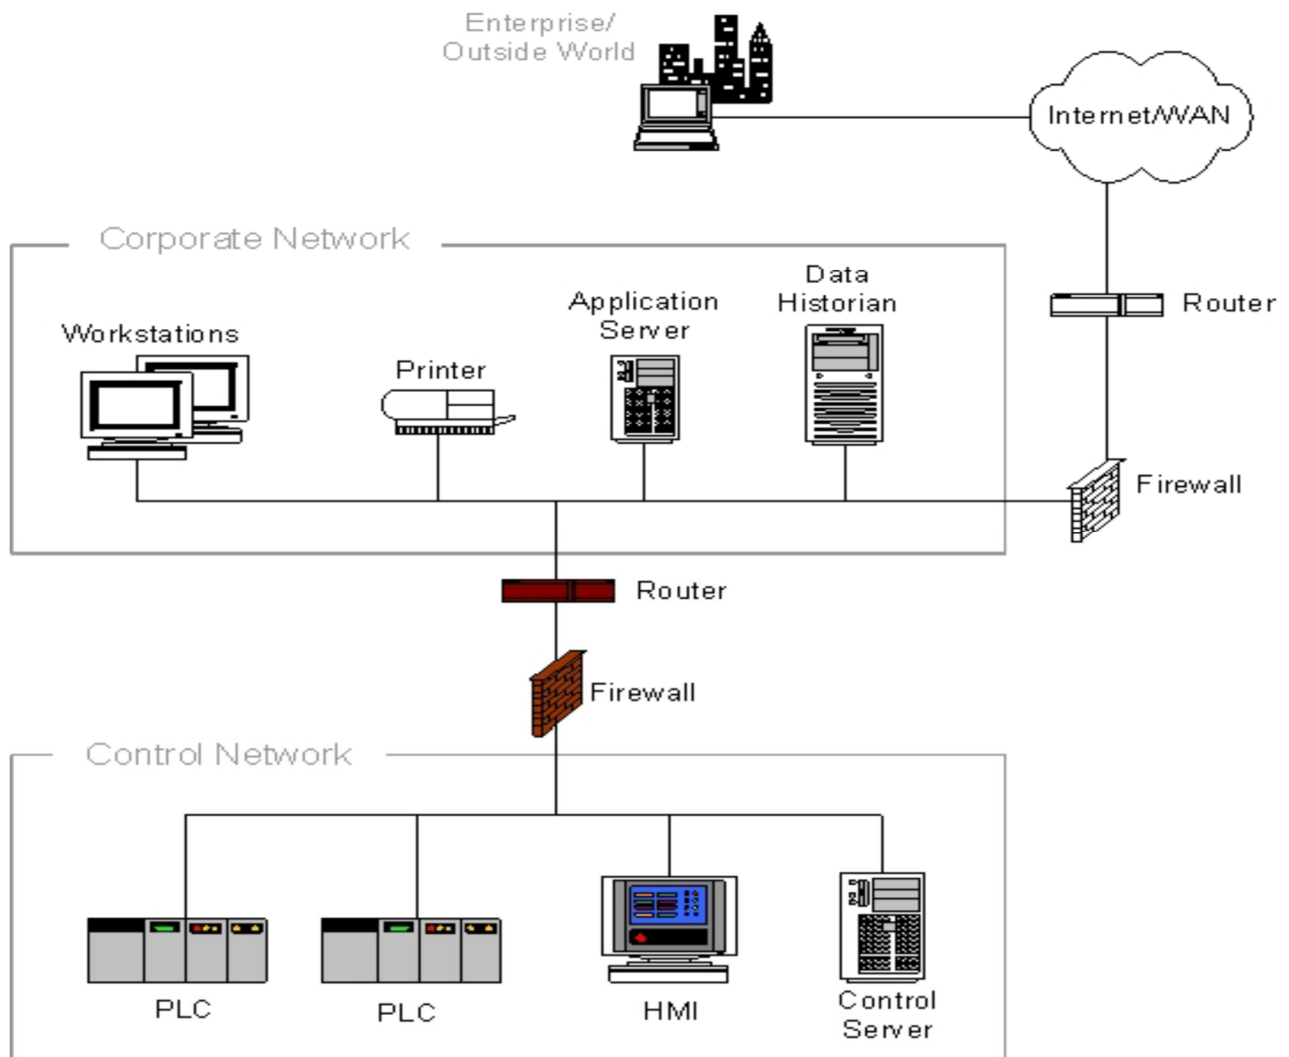 Enterprise/
Outside World
Internet/WAN
Corporate Network
Data
Historian
Application
Server
Router
Workstations
Printer
Firewall
Router
Firewall
Control Network
PLC
PLC
HMI
Control
Server